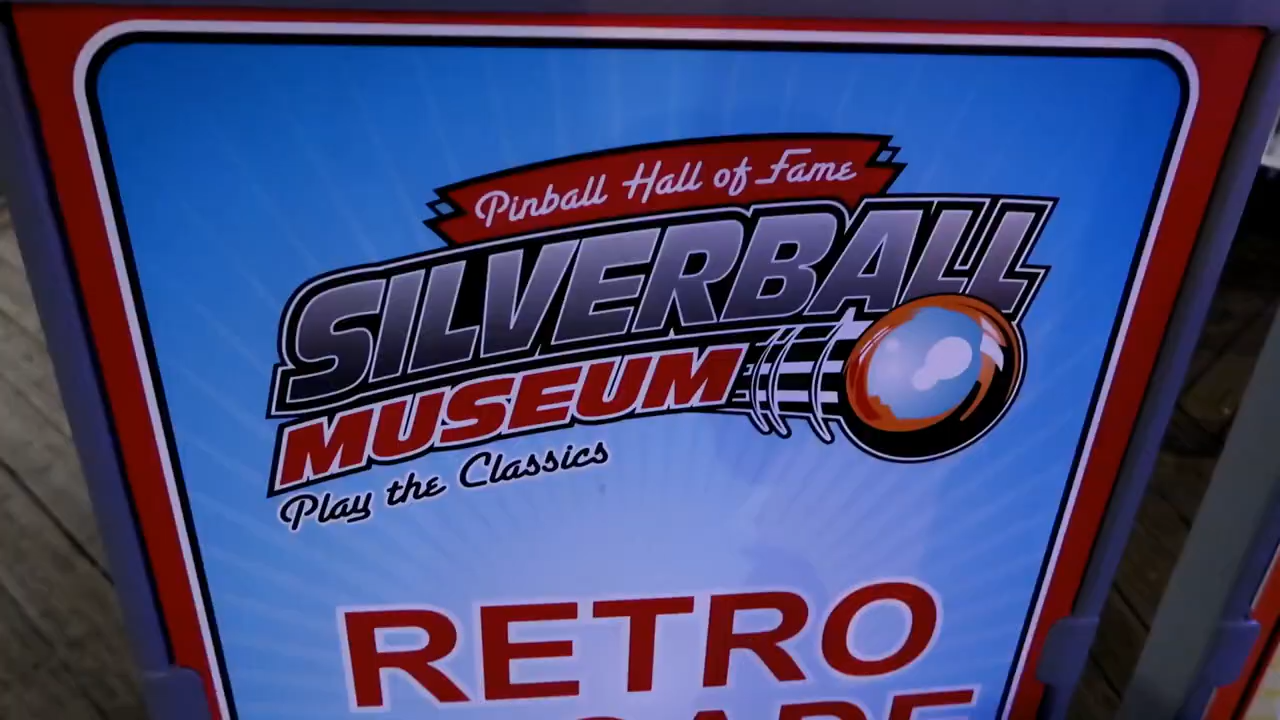 Pinball Hall of Fame
SILVERBALL
MUSEUM
Play the Classics
RETRO